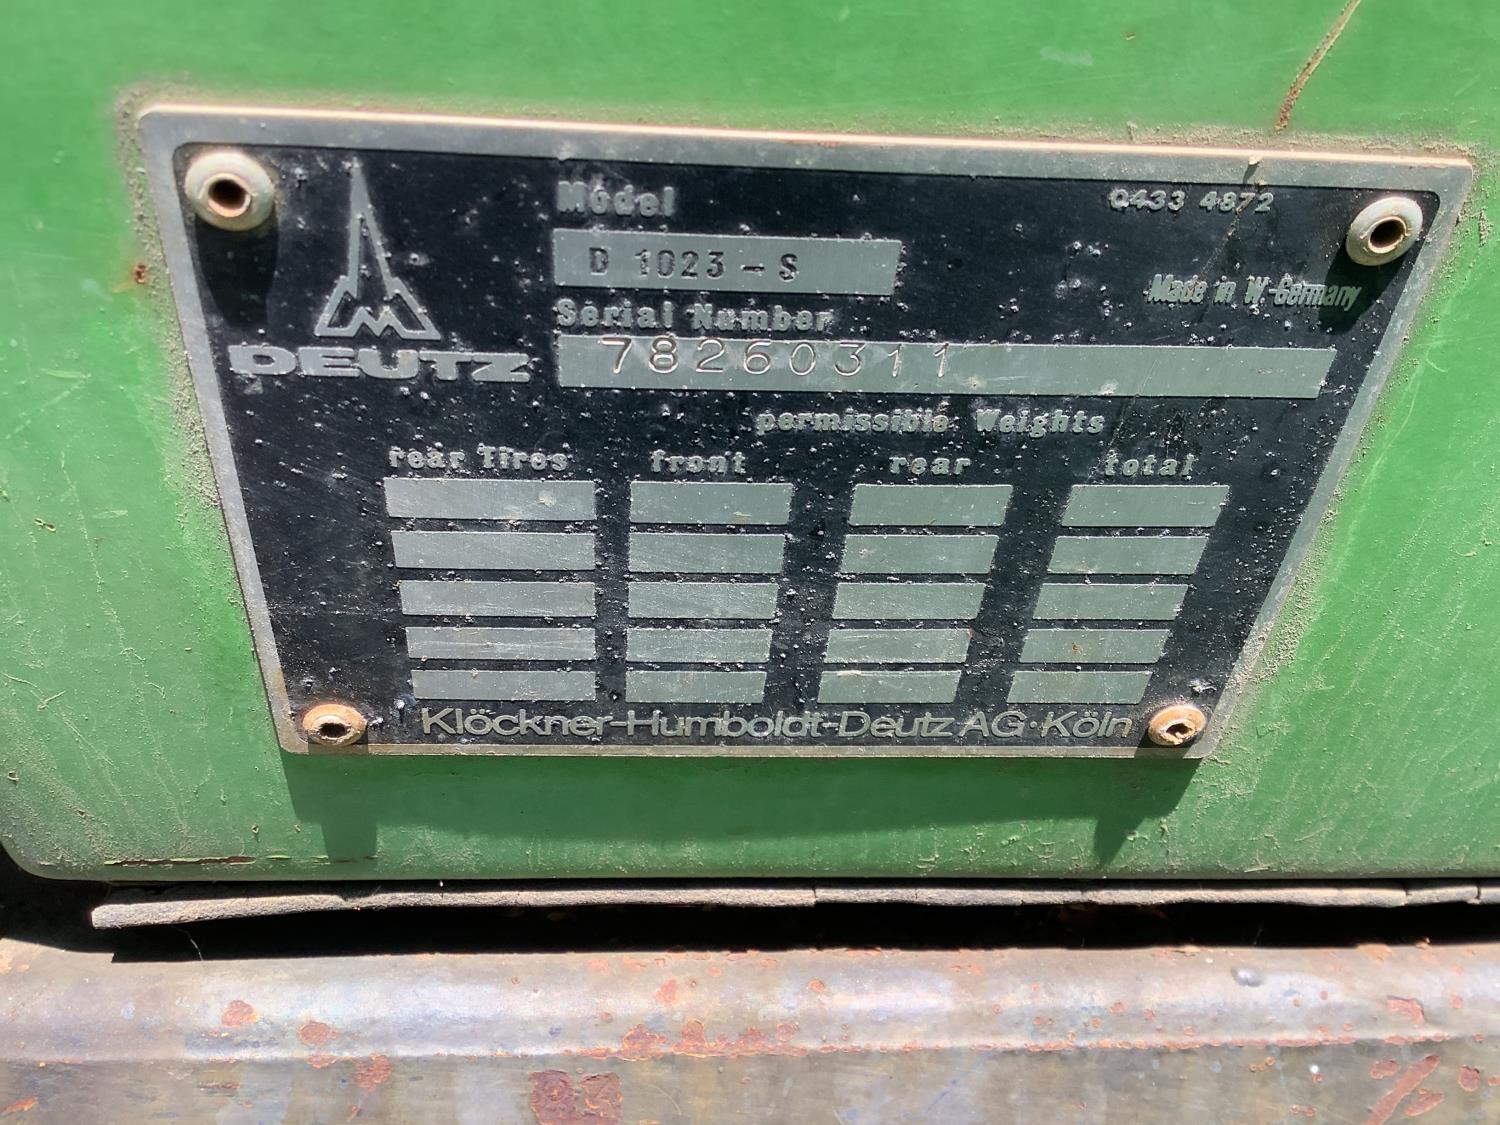 Model
0433 4872
D 1023 - S
Made in W-Germany
Serial Number
DEUTZ
78260311
permissible Weights
rear Tires front rear total
Klöckner-Humboldt-Deutz AG·Köln